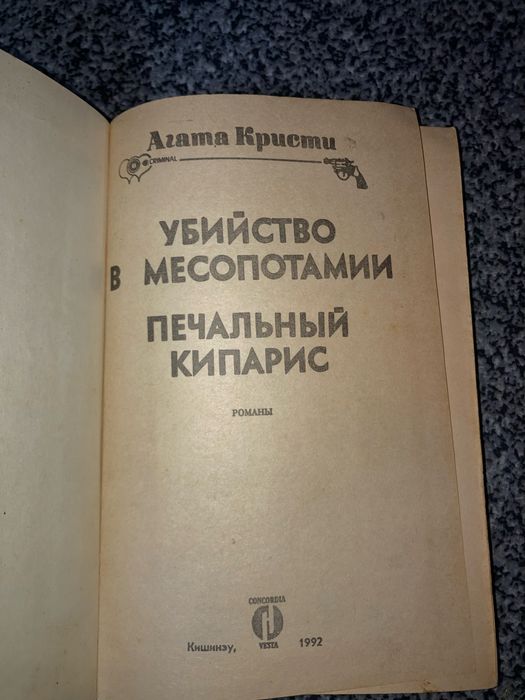 Агата Кристи
CRIMINAL
УБИЙСТВО
В МЕСОПОТАМИИ
ПЕЧАЛЬНЫЙ
КИПАРИС
РОМАНЫ
CONCORDIA
VESTA
Кишинэу, 1992